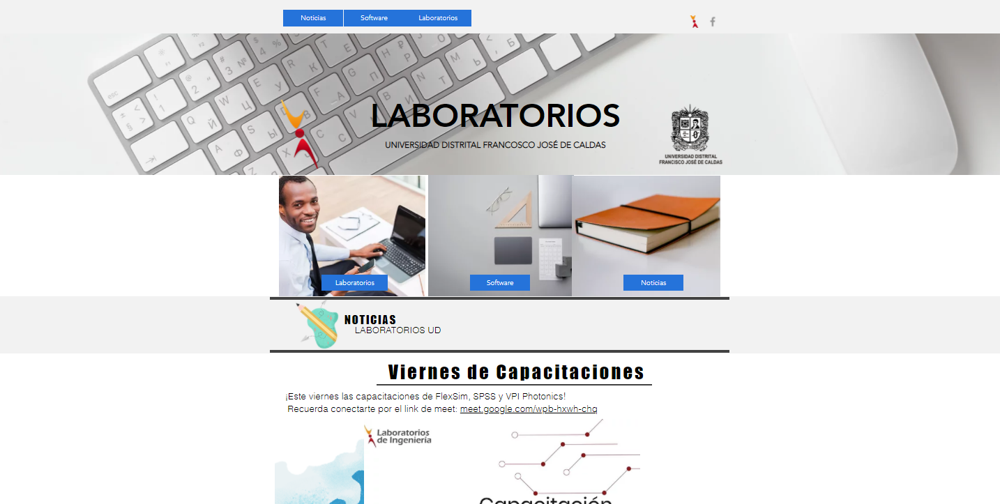 Noticias
Software
Laboratorios
LABORATORIOS
UNIVERSIDAD DISTRITAL FRANCOSCO JOSÉ DE CALDAS
UNIVERSIDAD DISTRITAL
FRANCISCO JOSÉ DE CALDAS
Laboratorios
Software
Noticias
NOTICIAS
LABORATORIOS UD
Viernes de Capacitaciones
¡Este viernes las capacitaciones de FlexSim, SPSS y VPI Photonics!
Recuerda conectarte por el link de meet: meet.google.com/wpb-hxwh-chq
Laboratorios
de Ingeniería
Capacitación